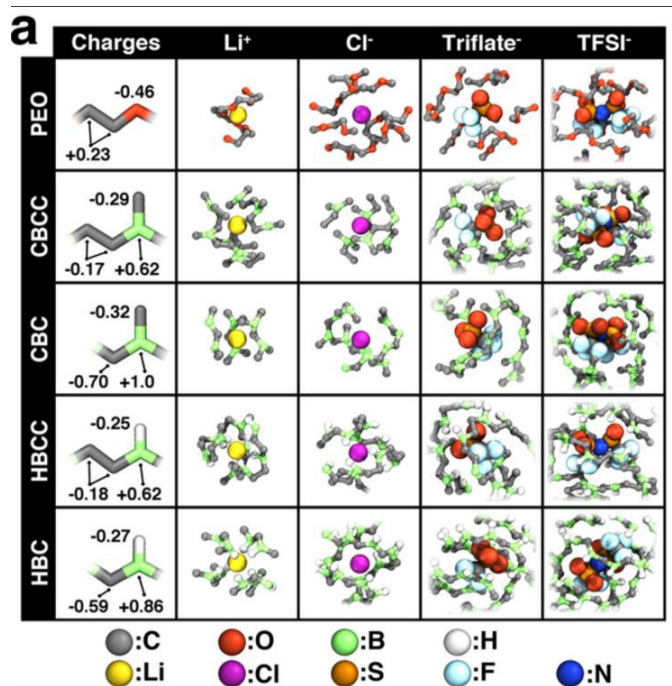 a
Charges Li⁺ Cl⁻ Triflate⁻ TFSI⁻
PEO
-0.46
+0.23
CBCC
-0.29
-0.17 +0.62
CBC
-0.32
-0.70 +1.0
HBCC
-0.25
-0.18 +0.62
HBC
-0.27
-0.59 +0.86
:C :O :B :H
:Li :Cl :S :F :N